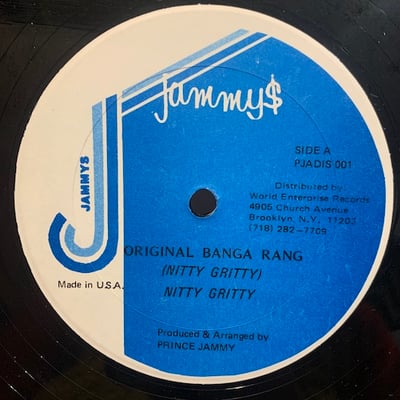 Jammy$
JAMMYS
SIDE A
PJADIS 001
Distributed by:
World Enterprise Records
4905 Church Avenue
Brooklyn, N.Y. 11203
(718) 282-7709
ORIGINAL BANGA RANG
(NITTY GRITTY)
NITTY GRITTY
Made in U.S.A.
Produced & Arranged by
PRINCE JAMMY